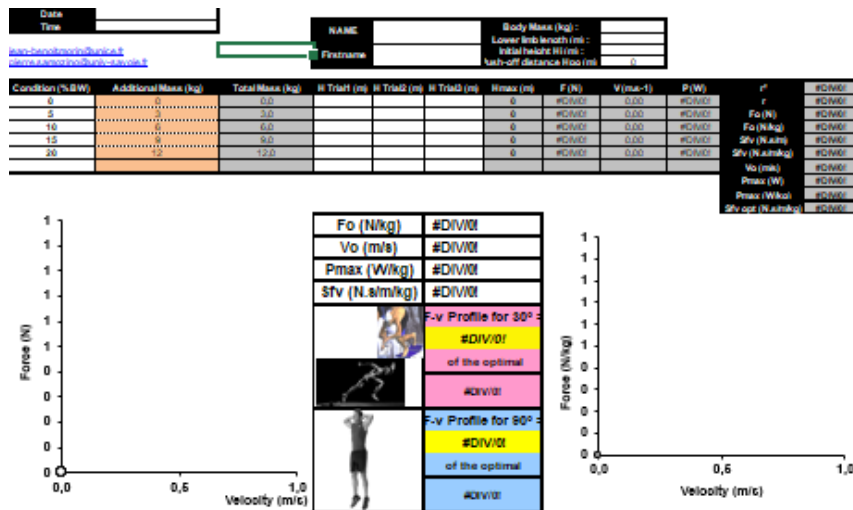 Date
Time
jean-benoitmorin@unice.fr
pierre.samozino@univ-savoie.fr
NAME
Firstname
Body Mass (kg) :
Lower limb length (m) :
Initial height Hi (m) :
Push-off distance Hpo (m) 0
Condition (%BW) Additional Mass (kg) Total Mass (kg) H Trial1 (m) H Trial2 (m) H Trial3 (m) Hmax (m) F (N) V (m.s-1) P (W) r² #DIV/0!
0 0 0,0 0 #DIV/0! 0,00 #DIV/0! r #DIV/0!
5 3 3,0 0 #DIV/0! 0,00 #DIV/0! Fo (N) #DIV/0!
10 6 6,0 0 #DIV/0! 0,00 #DIV/0! Fo (N/kg) #DIV/0!
15 9 9,0 0 #DIV/0! 0,00 #DIV/0! Sfv (N.s/m) #DIV/0!
20 12 12,0 0 #DIV/0! 0,00 #DIV/0! Sfv (N.s/m/kg) #DIV/0!
Vo (m/s) #DIV/0!
Pmax (W) #DIV/0!
Pmax (W/kg) #DIV/0!
Sfv opt (N.s/m/kg) #DIV/0!
Force (N)
1
1
1
1
1
0
0
0
0
0
0,0 0,5 1,0
Velocity (m/s)
Fo (N/kg) #DIV/0!
Vo (m/s) #DIV/0!
Pmax (W/kg) #DIV/0!
Sfv (N.s/m/kg) #DIV/0!
F-v Profile for 30° =
#DIV/0!
of the optimal
#DIV/0!
F-v Profile for 90° =
#DIV/0!
of the optimal
#DIV/0!
Force (N/kg)
1
1
1
1
1
0
0
0
0
0
0,0 0,5 1,0
Velocity (m/s)